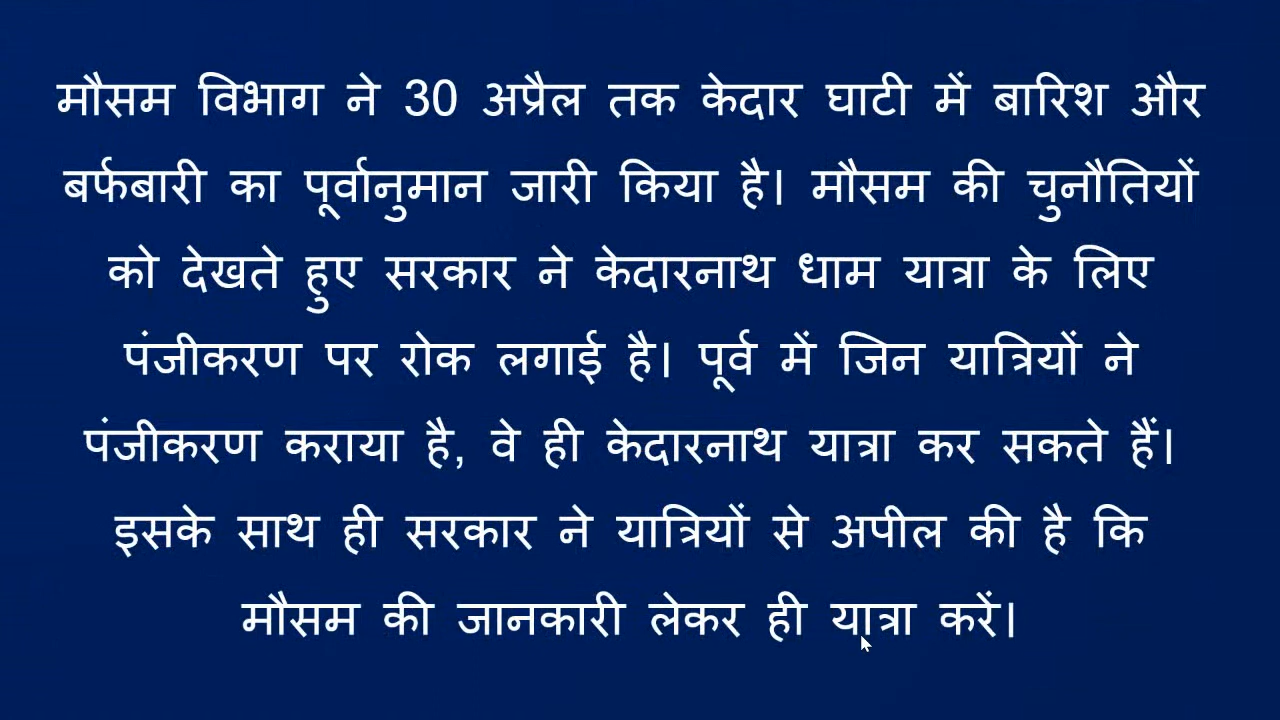 मौसम विभाग ने 30 अप्रैल तक केदार घाटी में बारिश और
बर्फबारी का पूर्वानुमान जारी किया है। मौसम की चुनौतियों
को देखते हुए सरकार ने केदारनाथ धाम यात्रा के लिए
पंजीकरण पर रोक लगाई है। पूर्व में जिन यात्रियों ने
पंजीकरण कराया है, वे ही केदारनाथ यात्रा कर सकते हैं।
इसके साथ ही सरकार ने यात्रियों से अपील की है कि
मौसम की जानकारी लेकर ही यात्रा करें।